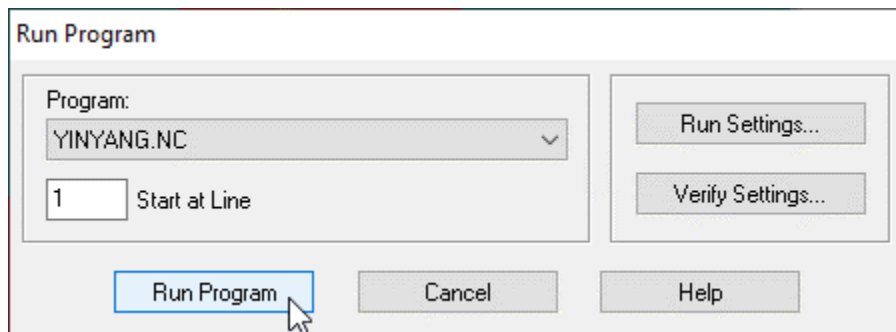 Run Program
Program:
YINYANG.NC
1 Start at Line
Run Settings...
Verify Settings...
Run Program Cancel Help